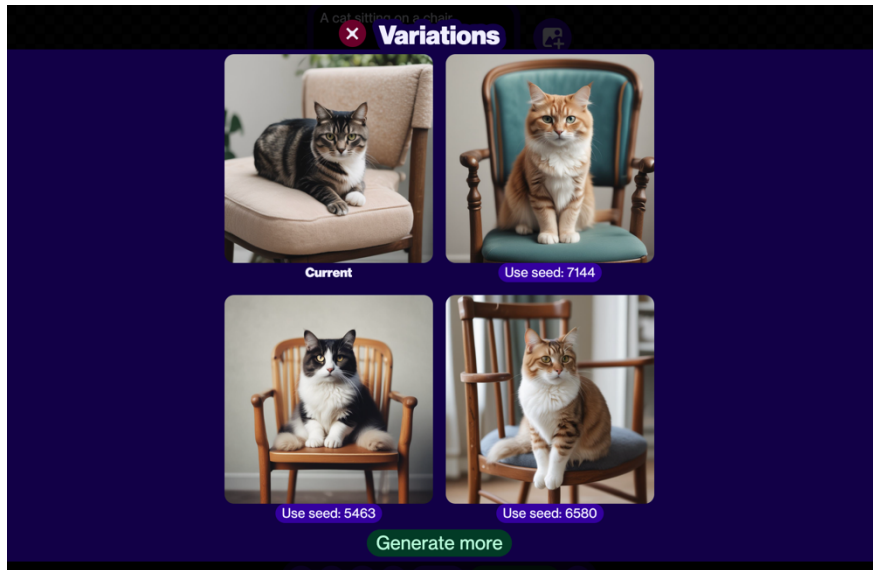 A cat sitting on a chair
Variations
Current
Use seed: 7144
Use seed: 5463
Use seed: 6580
Generate more